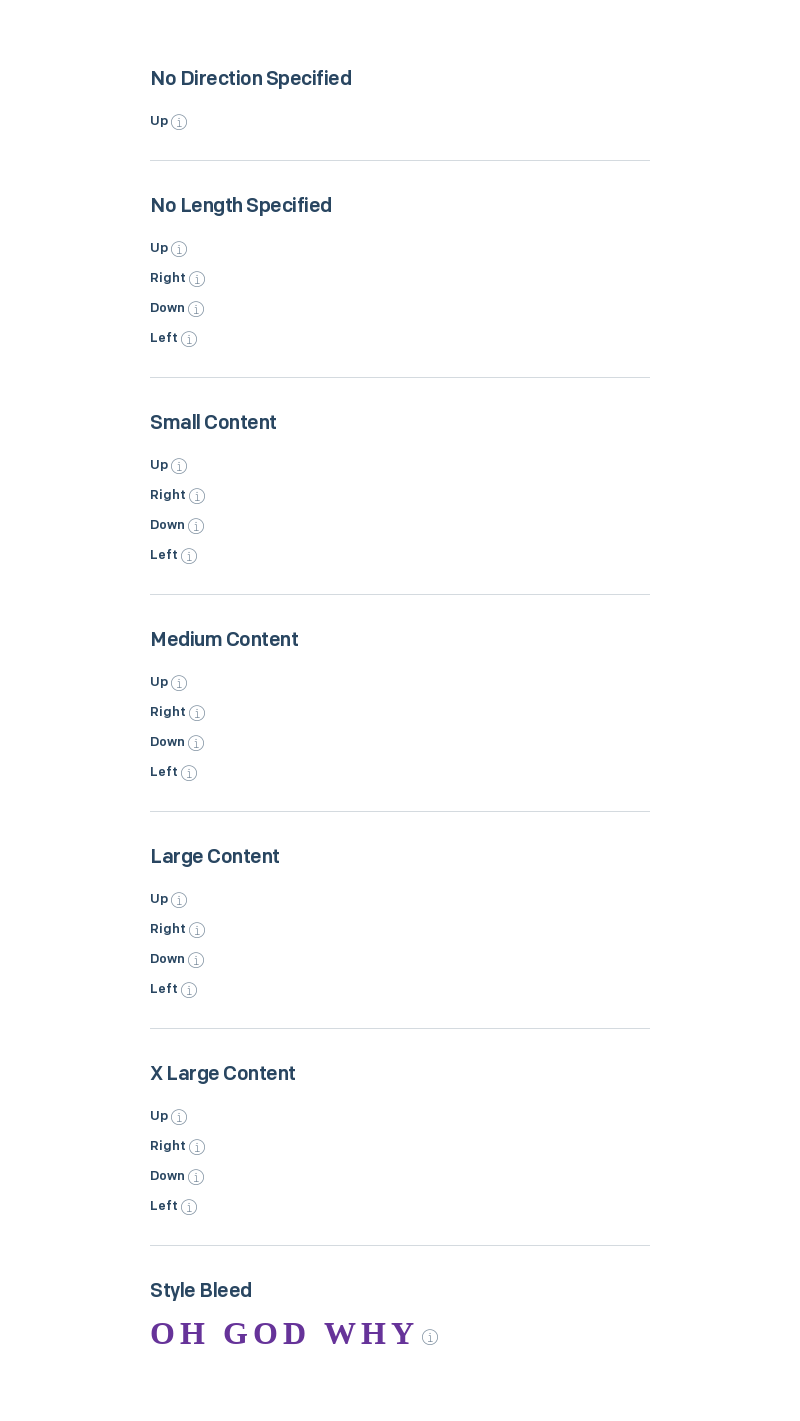 No Direction Specified
Up
No Length Specified
Up
Right
Down
Left
Small Content
Up
Right
Down
Left
Medium Content
Up
Right
Down
Left
Large Content
Up
Right
Down
Left
X Large Content
Up
Right
Down
Left
Style Bleed
OH GOD WHY